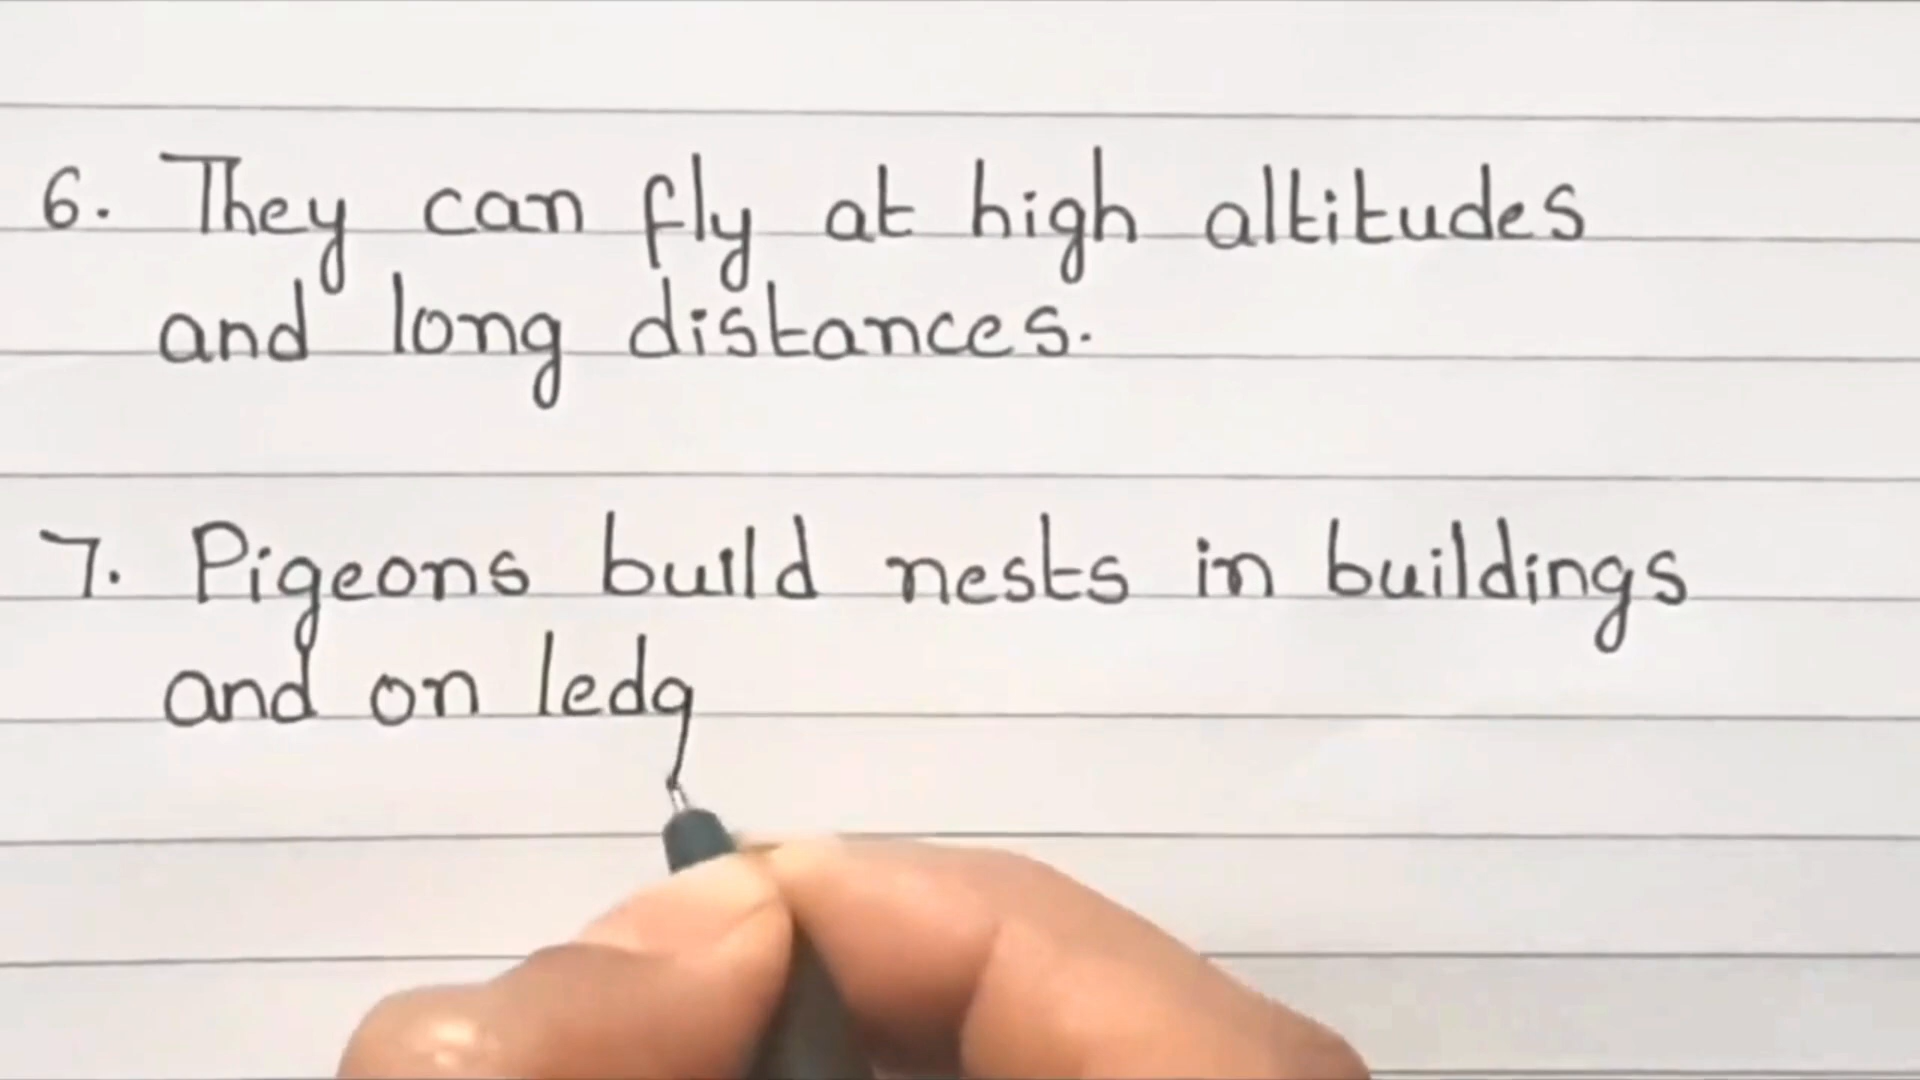 6. They can fly at high altitudes
and long distances.
7. Pigeons build nests in buildings
and on ledg